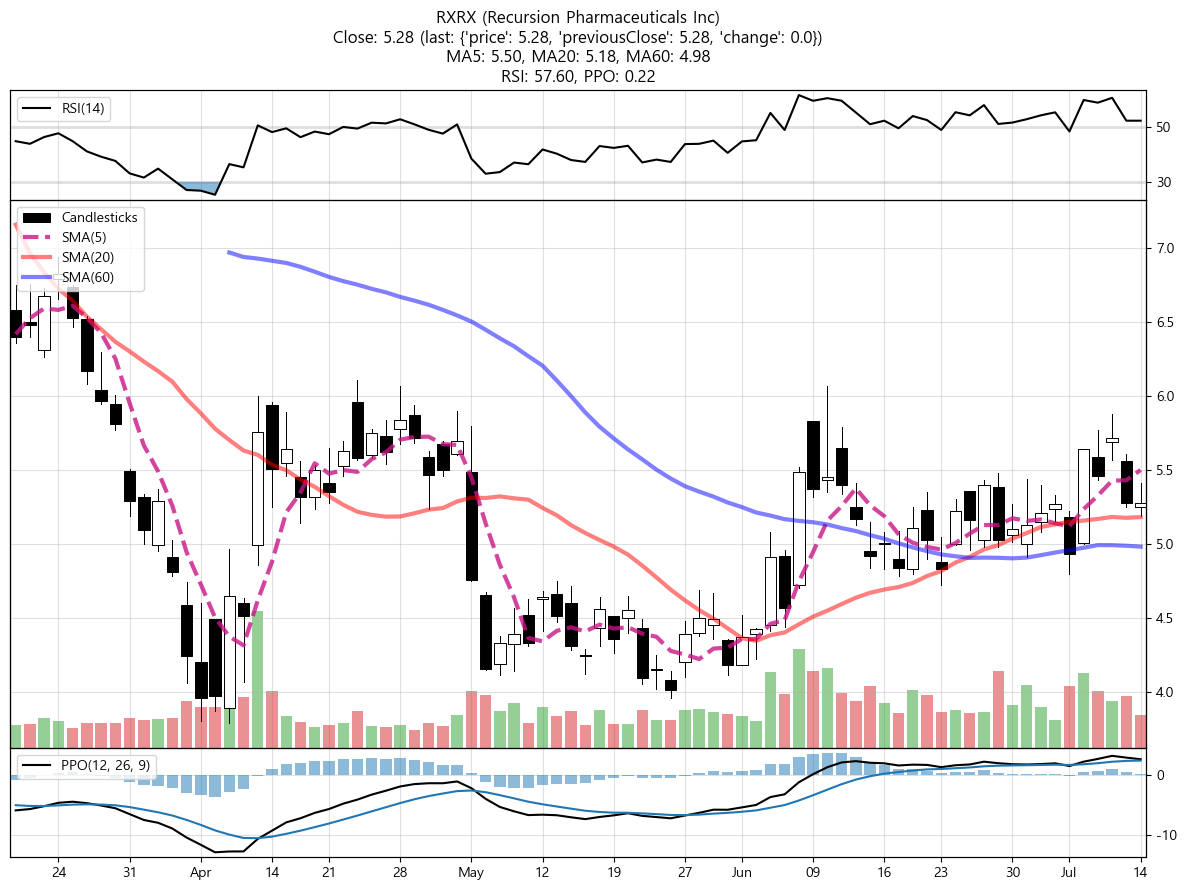 RXRX (Recursion Pharmaceuticals Inc)
Close: 5.28 (last: {'price': 5.28, 'previousClose': 5.28, 'change': 0.0})
MA5: 5.50, MA20: 5.18, MA60: 4.98
RSI: 57.60, PPO: 0.22
RSI(14)
50
30
Candlesticks
SMA(5)
SMA(20)
SMA(60)
7.0
6.5
6.0
5.5
5.0
4.5
4.0
PPO(12, 26, 9)
0
-10
24 31 Apr 14 21 28 May 12 19 27 Jun 09 16 23 30 Jul 14